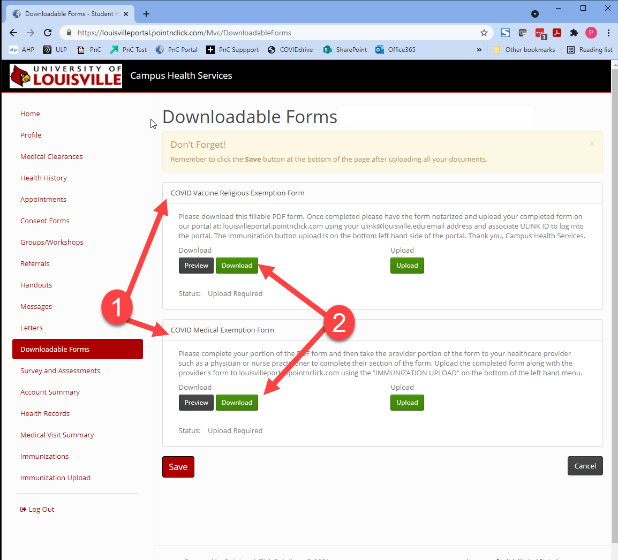 Downloadable Forms - Student H
https://louisvilleportal.pointnclick.com/Mvc/DownloadableForms
AHP
ULP
PnC
ULT
PnC Test
PnC Portal
PnC Suppport
COVIDdrive
SharePoint
Office365
»
Other bookmarks
Reading list
UNIVERSITY OF
LOUISVILLE
Campus Health Services
Home
Profile
Medical Clearances
Health History
Appointments
Consent Forms
Groups/Workshops
Referrals
Handouts
Messages
Letters
Downloadable Forms
Survey and Assessments
Account Summary
Health Records
Medical Visit Summary
Immunizations
Immunization Upload
Log Out
Downloadable Forms
Don't Forget!
Remember to click the Save button at the bottom of the page after uploading all your documents.
COVID Vaccine Religious Exemption Form
Please download this fillable PDF form. Once completed please have the form notarized and upload your completed form on
our portal at: louisvilleportal.pointnclick.com using your ulink@louisville.edu email address and associate ULINK ID to log into
the portal. The immunization button upload is on the bottom left hand side of the portal. Thank you, Campus Health Services.
Download Upload
Preview Download Upload
Status: Upload Required
1
2
COVID Medical Exemption Form
Please complete your portion of the form and then take the provider portion of the form to your healthcare provider
such as a physician or nurse practitioner to complete their section of the form. Upload the completed form along with the
provider's form to using the "IMMUNIZATION UPLOAD" on the bottom of the left hand menu.
Download Upload
Preview Download Upload
Status: Upload Required
Save Cancel